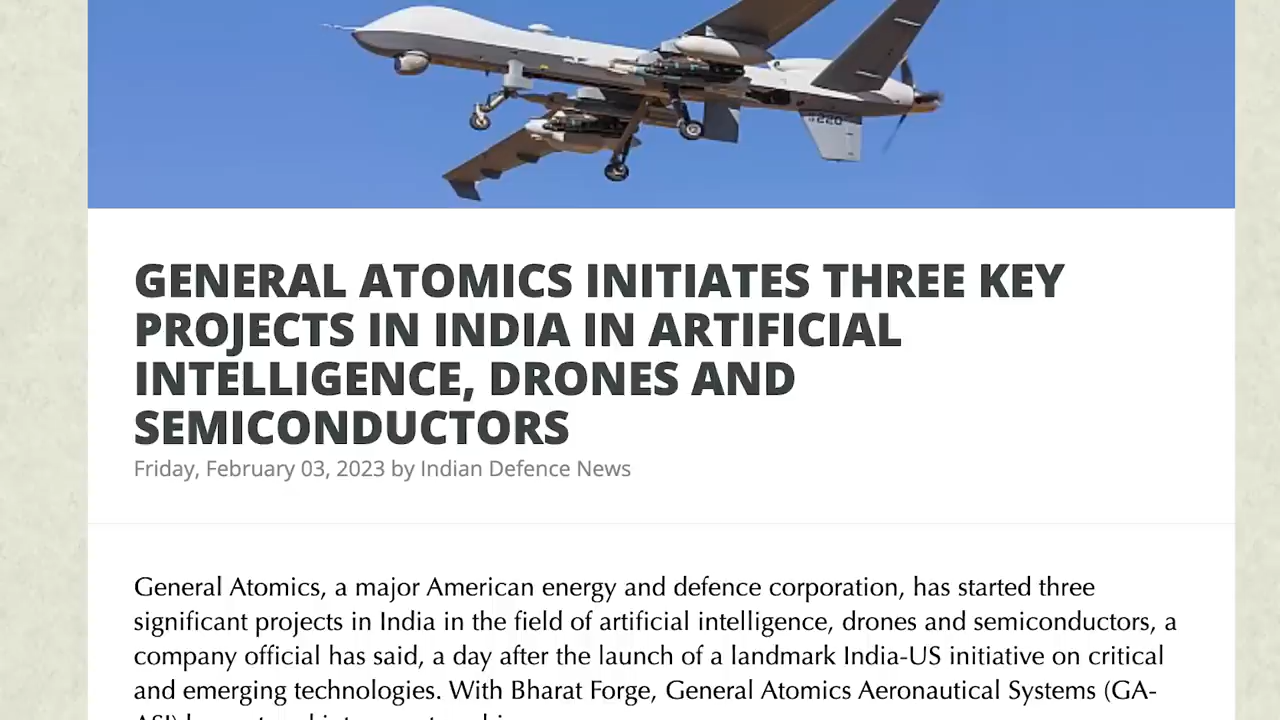 GENERAL ATOMICS INITIATES THREE KEY
PROJECTS IN INDIA IN ARTIFICIAL
INTELLIGENCE, DRONES AND
SEMICONDUCTORS
Friday, February 03, 2023 by Indian Defence News
General Atomics, a major American energy and defence corporation, has started three
significant projects in India in the field of artificial intelligence, drones and semiconductors, a
company official has said, a day after the launch of a landmark India-US initiative on critical
and emerging technologies. With Bharat Forge, General Atomics Aeronautical Systems (GA-